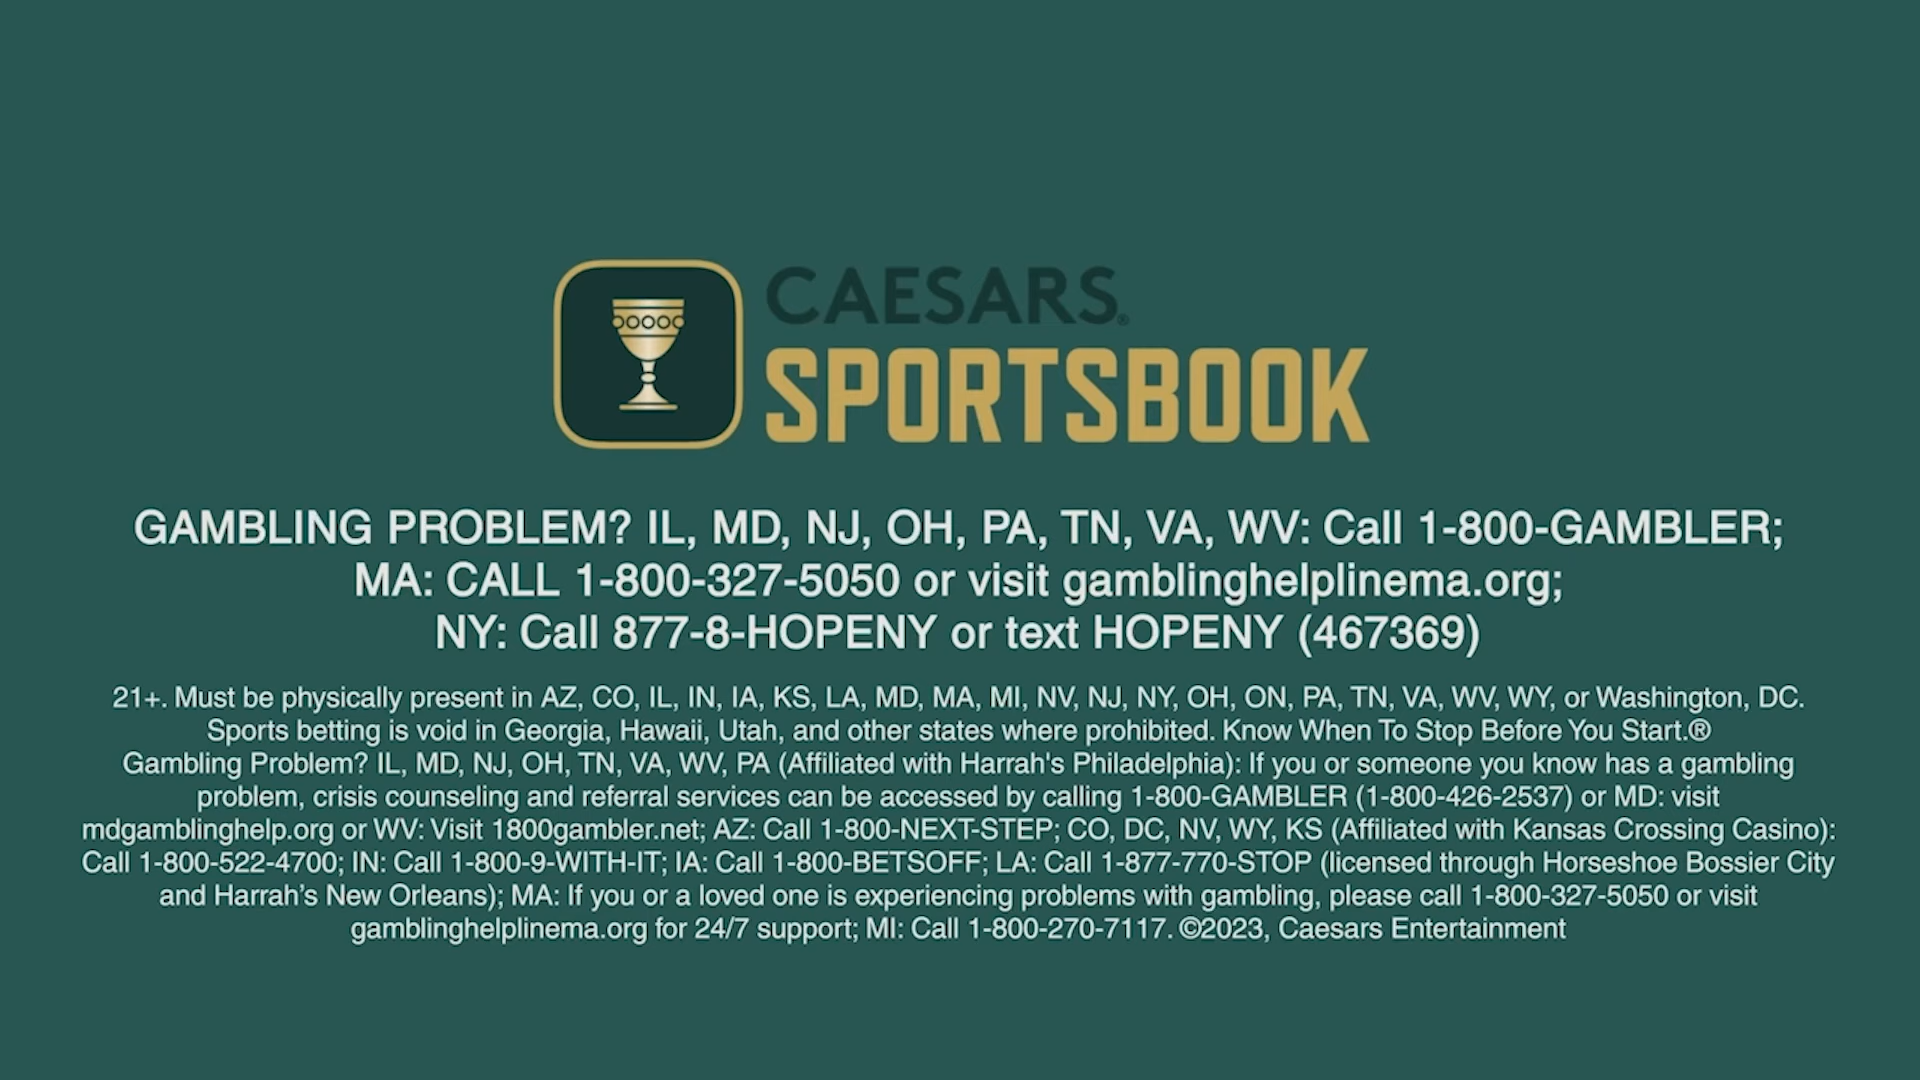 CAESARS®
SPORTSBOOK
GAMBLING PROBLEM? IL, MD, NJ, OH, PA, TN, VA, WV: Call 1-800-GAMBLER;
MA: CALL 1-800-327-5050 or visit gamblinghelplinema.org;
NY: Call 877-8-HOPENY or text HOPENY (467369)
21+. Must be physically present in AZ, CO, IL, IN, IA, KS, LA, MD, MA, MI, NV, NJ, NY, OH, ON, PA, TN, VA, WV, WY, or Washington, DC.
Sports betting is void in Georgia, Hawaii, Utah, and other states where prohibited. Know When To Stop Before You Start.®
Gambling Problem? IL, MD, NJ, OH, TN, VA, WV, PA (Affiliated with Harrah's Philadelphia): If you or someone you know has a gambling
problem, crisis counseling and referral services can be accessed by calling 1-800-GAMBLER (1-800-426-2537) or MD: visit
mdgamblinghelp.org or WV: Visit 1800gambler.net; AZ: Call 1-800-NEXT-STEP; CO, DC, NV, WY, KS (Affiliated with Kansas Crossing Casino):
Call 1-800-522-4700; IN: Call 1-800-9-WITH-IT; IA: Call 1-800-BETSOFF; LA: Call 1-877-770-STOP (licensed through Horseshoe Bossier City
and Harrah’s New Orleans); MA: If you or a loved one is experiencing problems with gambling, please call 1-800-327-5050 or visit
gamblinghelplinema.org for 24/7 support; MI: Call 1-800-270-7117. ©2023, Caesars Entertainment